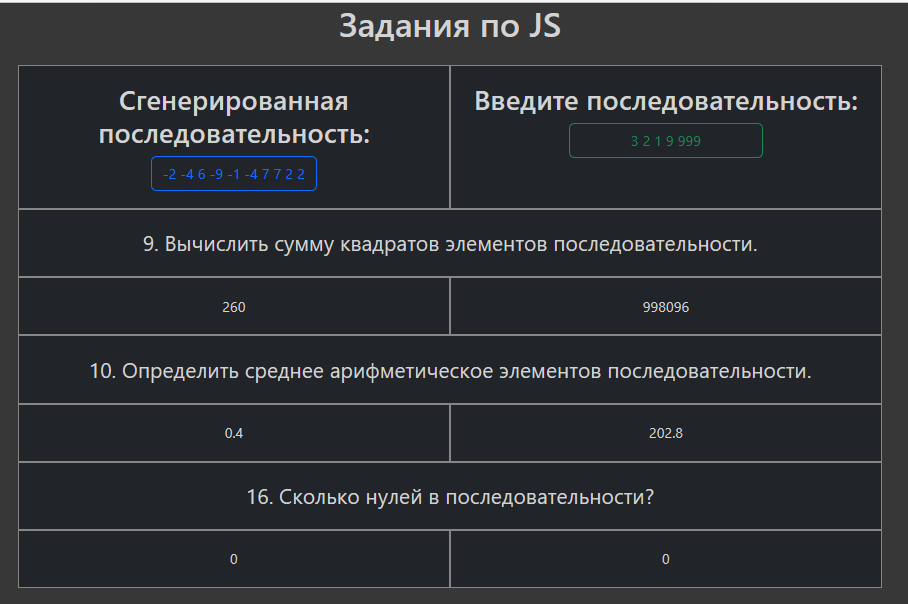 Задания по JS
Сгенерированная
последовательность:
-2 -4 6 -9 -1 -4 7 7 2 2
Введите последовательность:
3 2 1 9 999
9. Вычислить сумму квадратов элементов последовательности.
260
998096
10. Определить среднее арифметическое элементов последовательности.
0.4
202.8
16. Сколько нулей в последовательности?
0
0